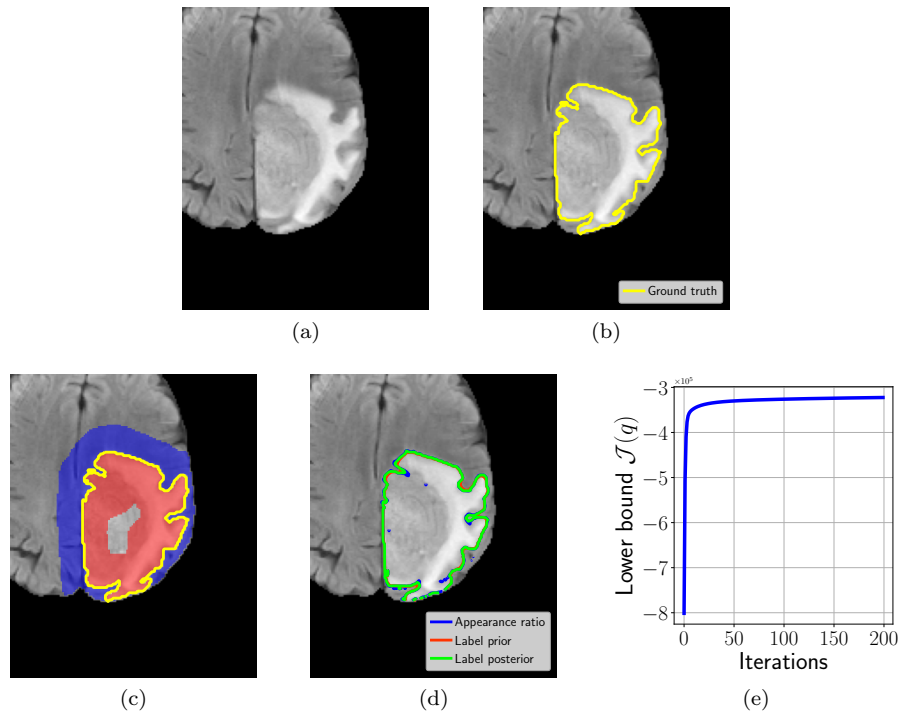 Ground truth
(a)
(b)
Appearance ratio
Label prior
Label posterior
Lower bound 𝒥(q)
×10⁵
−3
−4
−5
−6
−7
−8
0
50
100
150
200
Iterations
(c)
(d)
(e)